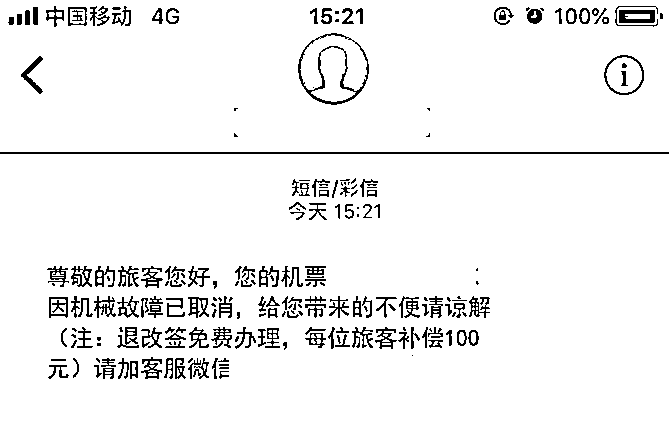 中国移动 4G 15:21 100%
短信/彩信
今天 15:21
尊敬的旅客您好，您的机票
因机械故障已取消，给您带来的不便请谅解
（注：退改签免费办理，每位旅客补偿100
元）请加客服微信